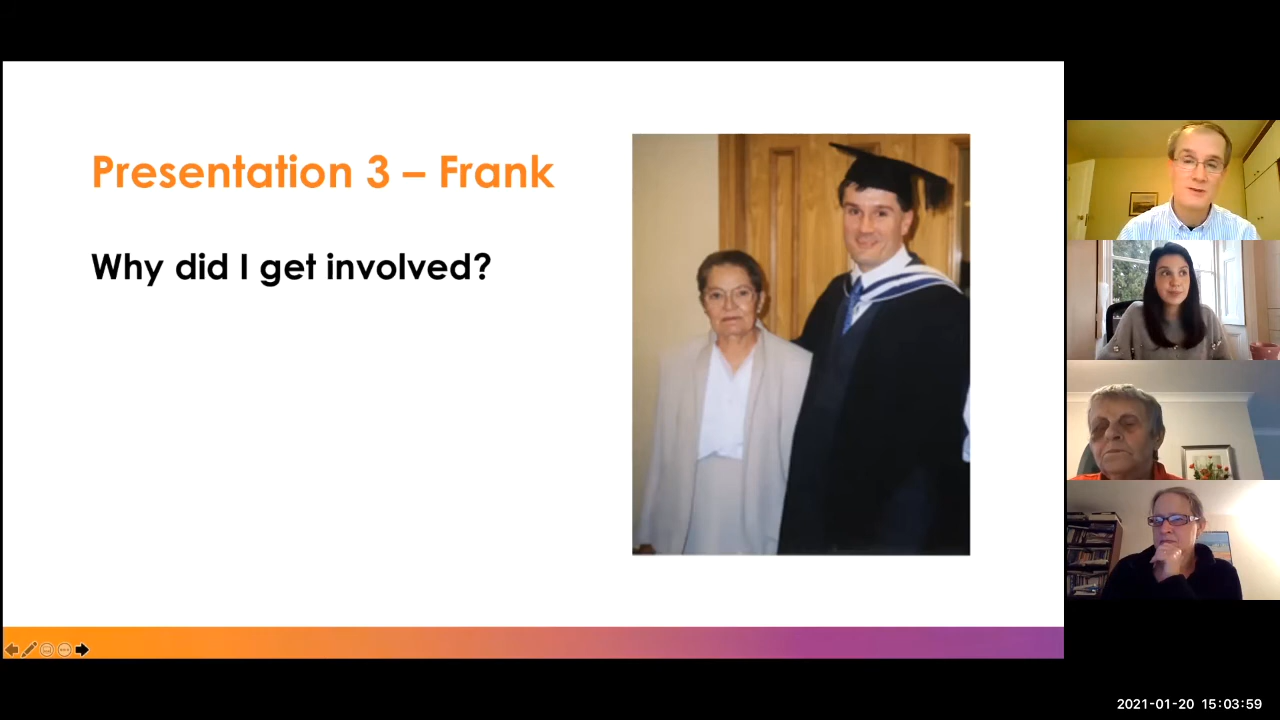 Presentation 3 – Frank
Why did I get involved?
2021-01-20 15:03:59